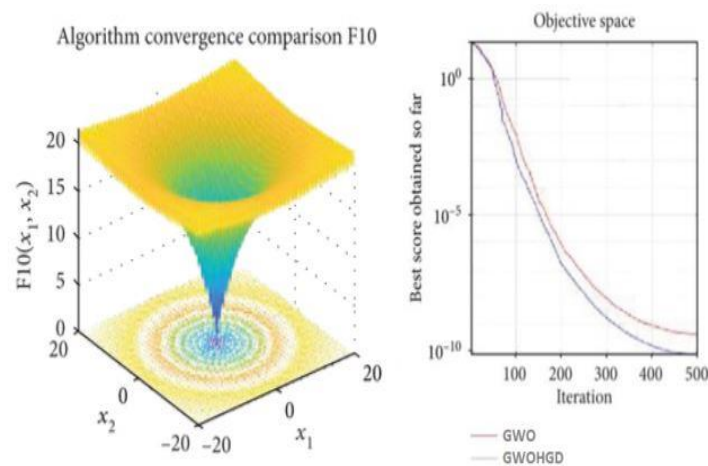 Algorithm convergence comparison F10
F10(x₁, x₂)
20
15
10
5
0
20
0
–20
x₂
–20
0
20
x₁
Objective space
Best score obtained so far
10⁰
10⁻⁵
10⁻¹⁰
100 200 300 400 500
Iteration
GWO
GWOHGD